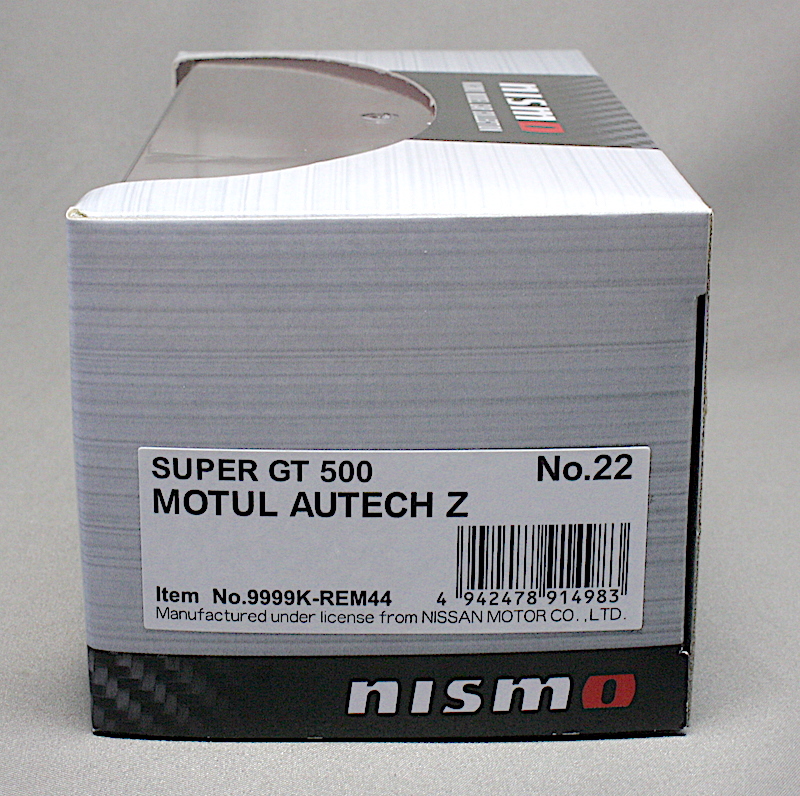 nismo
SUPER GT 500 No.22
MOTUL AUTECH Z
Item No.9999K-REM44
4 942478 914983
Manufactured under license from NISSAN MOTOR CO.,LTD.
nismo